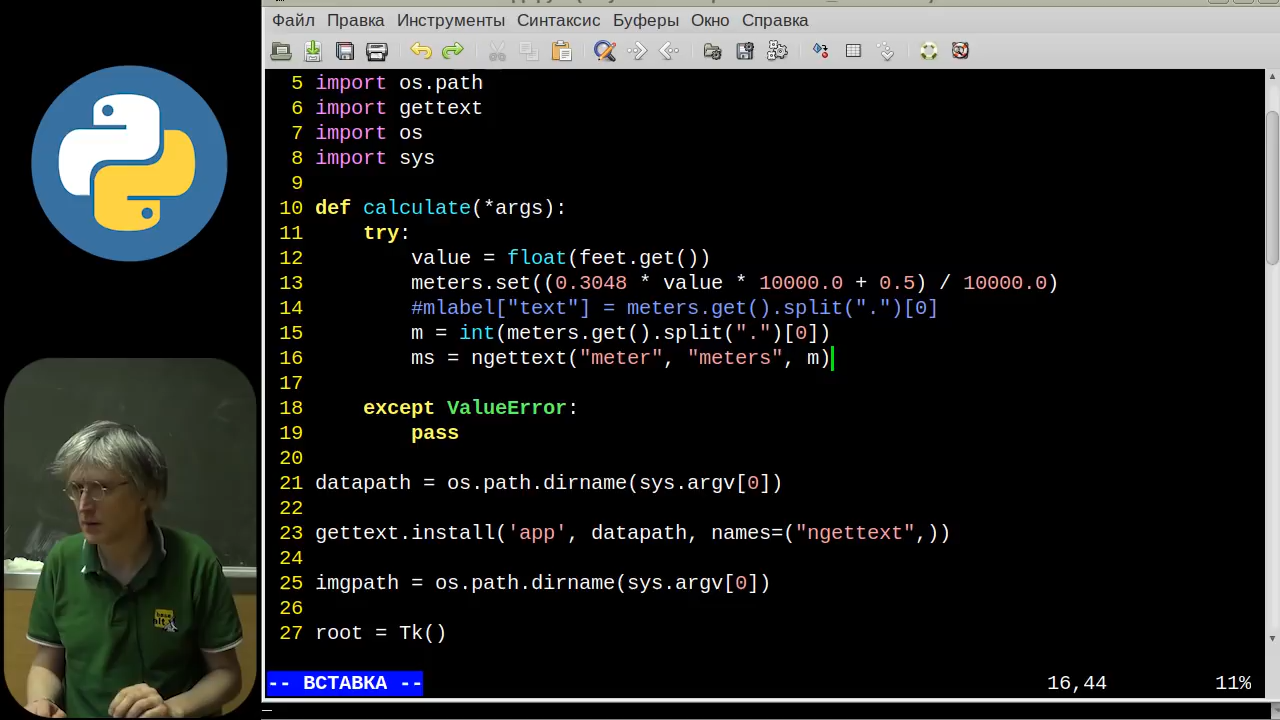 Файл Правка Инструменты Синтаксис Буферы Окно Справка
5 import os.path
6 import gettext
7 import os
8 import sys
9
10 def calculate(*args):
11     try:
12         value = float(feet.get())
13         meters.set((0.3048 * value * 10000.0 + 0.5) / 10000.0)
14         #mlabel["text"] = meters.get().split(".")[0]
15         m = int(meters.get().split(".")[0])
16         ms = ngettext("meter", "meters", m)
17
18     except ValueError:
19         pass
20
21 datapath = os.path.dirname(sys.argv[0])
22
23 gettext.install('app', datapath, names=("ngettext",))
24
25 imgpath = os.path.dirname(sys.argv[0])
26
27 root = Tk()
-- ВСТАВКА -- 16,44 11%